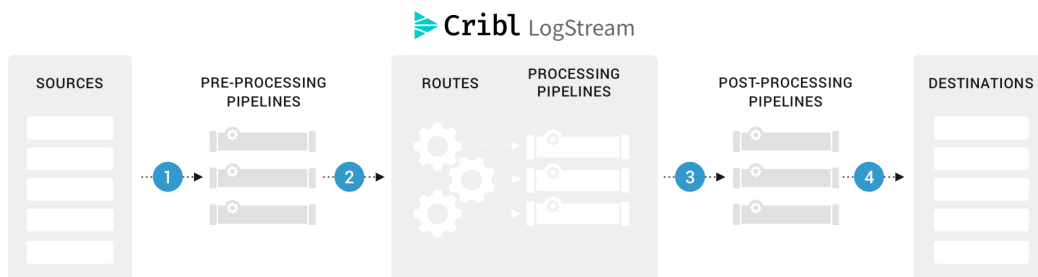 Cribl LogStream
SOURCES
PRE-PROCESSING
PIPELINES
ROUTES
PROCESSING
PIPELINES
POST-PROCESSING
PIPELINES
DESTINATIONS
1
2
3
4